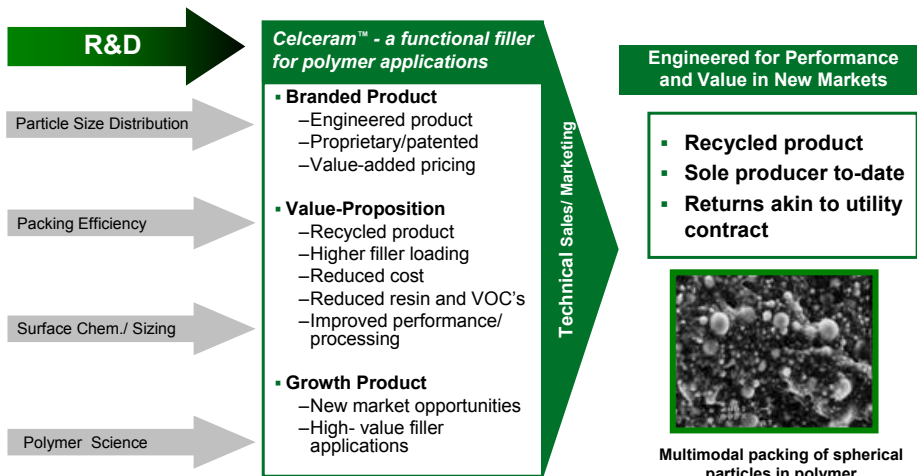 R&D
Particle Size Distribution
Packing Efficiency
Surface Chem./ Sizing
Polymer Science
Celceram™ - a functional filler
for polymer applications
▪ Branded Product
–Engineered product
–Proprietary/patented
–Value-added pricing
▪ Value-Proposition
–Recycled product
–Higher filler loading
–Reduced cost
–Reduced resin and VOC's
–Improved performance/
processing
▪ Growth Product
–New market opportunities
–High- value filler
applications
Technical Sales/ Marketing
Engineered for Performance
and Value in New Markets
▪ Recycled product
▪ Sole producer to-date
▪ Returns akin to utility
contract
Multimodal packing of spherical
particles in polymer